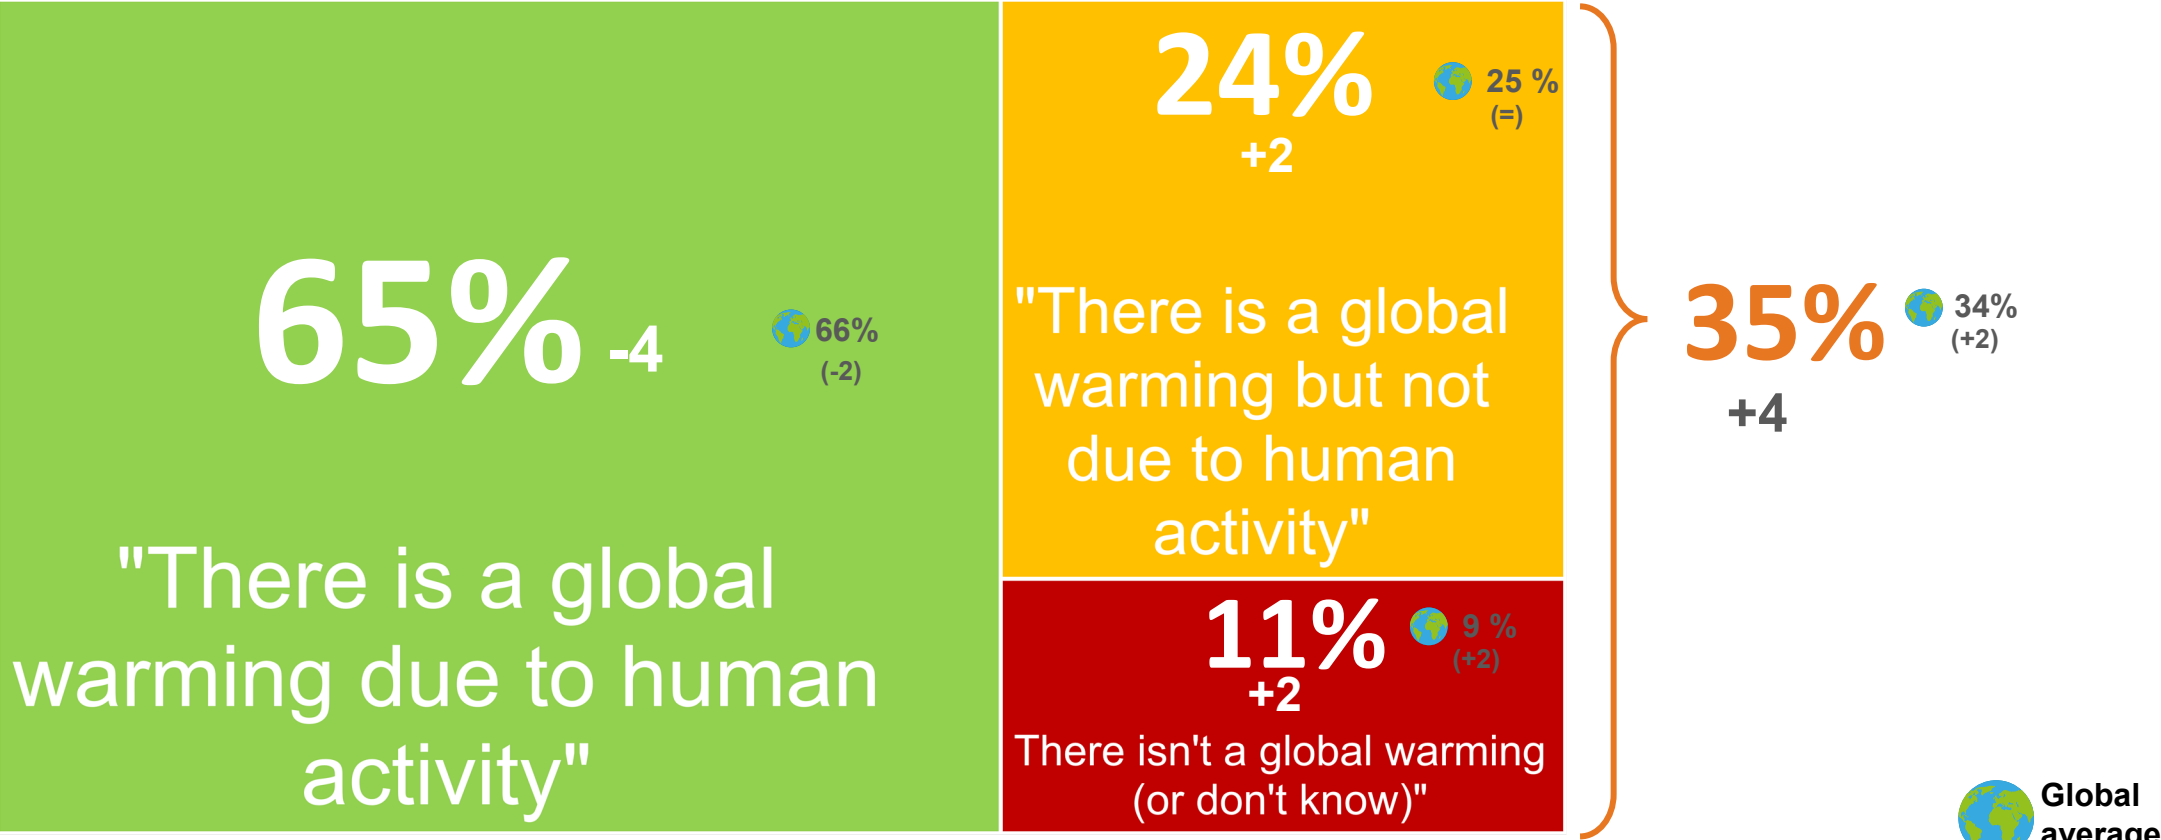 65% -4
66%
(-2)
"There is a global
warming due to human
activity"
24%
+2
25 %
(=)
"There is a global
warming but not
due to human
activity"
11%
+2
9 %
(+2)
There isn't a global warming
(or don't know)"
35%
+4
34%
(+2)
Global
average